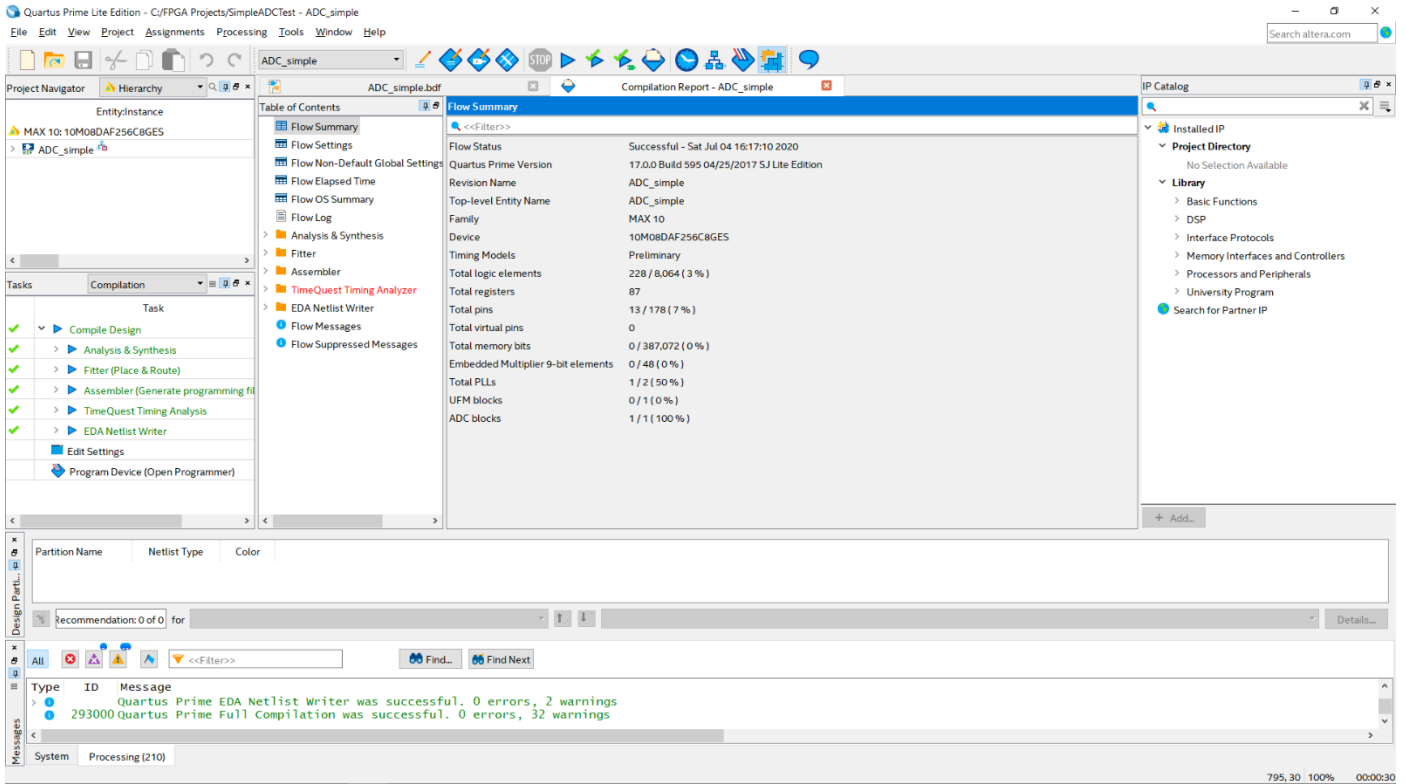 Quartus Prime Lite Edition - C:/FPGA Projects/SimpleADCTest - ADC_simple
File Edit View Project Assignments Processing Tools Window Help
Search altera.com
ADC_simple
STOP
Project Navigator Hierarchy
Entity:Instance
MAX 10: 10M08DAF256C8GES
ADC_simple
Tasks Compilation
Task
Compile Design
Analysis & Synthesis
Fitter (Place & Route)
Assembler (Generate programming fil
TimeQuest Timing Analysis
EDA Netlist Writer
Edit Settings
Program Device (Open Programmer)
ADC_simple.bdf
Compilation Report - ADC_simple
Table of Contents
Flow Summary
Flow Settings
Flow Non-Default Global Settings
Flow Elapsed Time
Flow OS Summary
Flow Log
Analysis & Synthesis
Fitter
Assembler
TimeQuest Timing Analyzer
EDA Netlist Writer
Flow Messages
Flow Suppressed Messages
Flow Summary
<<Filter>>
Flow Status Successful - Sat Jul 04 16:17:10 2020
Quartus Prime Version 17.0.0 Build 595 04/25/2017 SJ Lite Edition
Revision Name ADC_simple
Top-level Entity Name ADC_simple
Family MAX 10
Device 10M08DAF256C8GES
Timing Models Preliminary
Total logic elements 228 / 8,064 ( 3 % )
Total registers 87
Total pins 13 / 178 ( 7 % )
Total virtual pins 0
Total memory bits 0 / 387,072 ( 0 % )
Embedded Multiplier 9-bit elements 0 / 48 ( 0 % )
Total PLLs 1 / 2 ( 50 % )
UFM blocks 0 / 1 ( 0 % )
ADC blocks 1 / 1 ( 100 % )
IP Catalog
Installed IP
Project Directory
No Selection Available
Library
Basic Functions
DSP
Interface Protocols
Memory Interfaces and Controllers
Processors and Peripherals
University Program
Search for Partner IP
+ Add...
Design Parti...
Partition Name Netlist Type Color
Recommendation: 0 of 0 for
Details...
Messages
All <<Filter>> Find... Find Next
Type ID Message
Quartus Prime EDA Netlist Writer was successful. 0 errors, 2 warnings
293000 Quartus Prime Full Compilation was successful. 0 errors, 32 warnings
System Processing (210)
795, 30 100% 00:00:30